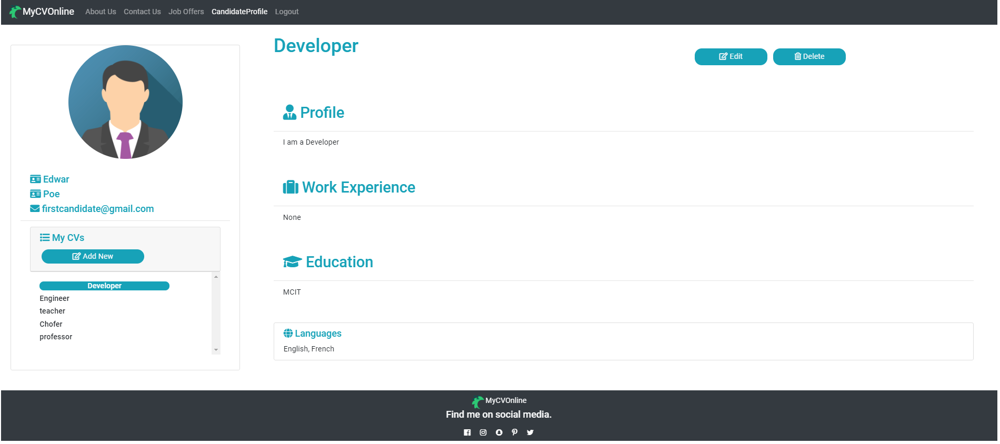 MyCVOnline About Us Contact Us Job Offers CandidateProfile Logout
Edwar
Poe
firstcandidate@gmail.com
My CVs
Add New
Developer
Engineer
teacher
Chofer
professor
Developer
Edit Delete
Profile
I am a Developer
Work Experience
None
Education
MCIT
Languages
English, French
MyCVOnline
Find me on social media.